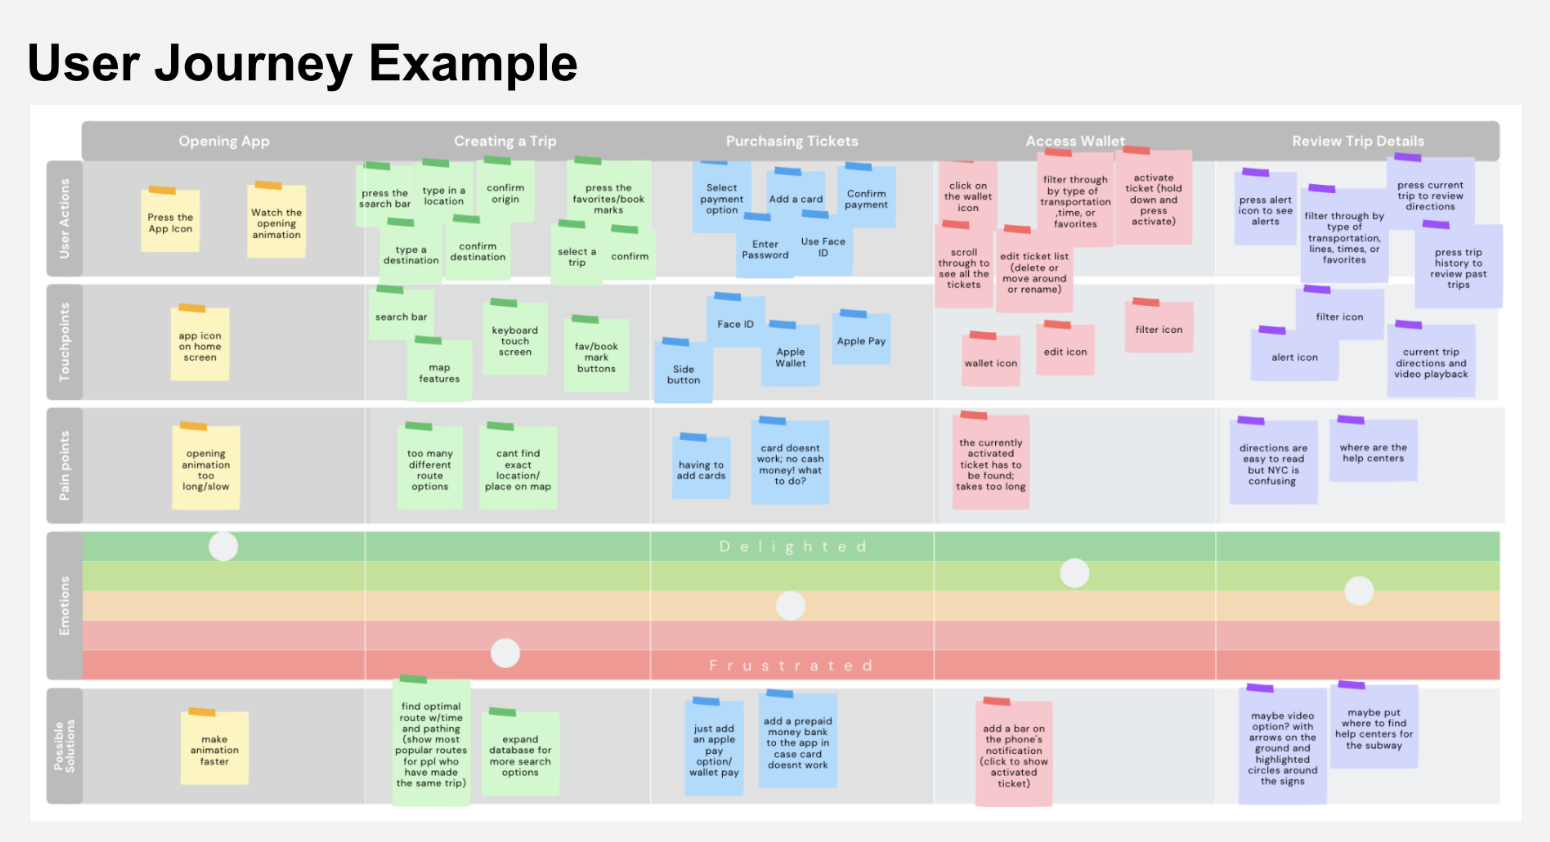 User Journey Example
Opening App
Creating a Trip
Purchasing Tickets
Access Wallet
Review Trip Details
User Actions
Press the
App Icon
Watch the
opening
animation
press the
search bar
type in a
location
confirm
origin
press the
favorites/book
marks
type a
destination
confirm
destination
select a
trip
confirm
Select
payment
option
Add a card
Confirm
payment
Enter
Password
Use Face
ID
click on
the wallet
icon
filter through
by type of
transportation
,time, or
favorites
activate
ticket (hold
down and
press
activate)
scroll
through to
see all the
tickets
edit ticket list
(delete or
move around
or rename)
press alert
icon to see
alerts
filter through by
type of
transportation,
lines, times, or
favorites
press current
trip to review
directions
press trip
history to
review past
trips
Touchpoints
app icon
on home
screen
search bar
map
features
keyboard
touch
screen
fav/book
mark
buttons
Side
button
Face ID
Apple
Wallet
Apple Pay
wallet icon
edit icon
filter icon
alert icon
filter icon
current trip
directions and
video playback
Pain points
opening
animation
too
long/slow
too many
different
route
options
cant find
exact
location/
place on map
having to
add cards
card doesnt
work; no cash
money! what
to do?
the currently
activated
ticket has to
be found;
takes too long
directions are
easy to read
but NYC is
confusing
where are the
help centers
Emotions
Delighted
Frustrated
Possible
Solutions
make
animation
faster
find optimal
route w/time
and pathing
(show most
popular routes
for ppl who
have made
the same trip)
expand
database for
more search
options
just add
an apple
pay
option/
wallet pay
add a prepaid
money bank
to the app in
case card
doesnt work
add a bar on
the phone's
notification
(click to show
activated
ticket)
maybe video
option? with
arrows on the
ground and
highlighted
circles around
the signs
maybe put
where to find
help centers for
the subway